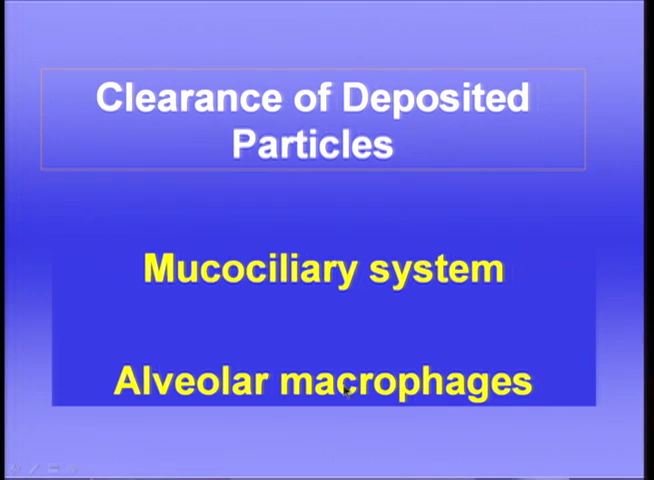 Clearance of Deposited
Particles
Mucociliary system
Alveolar macrophages